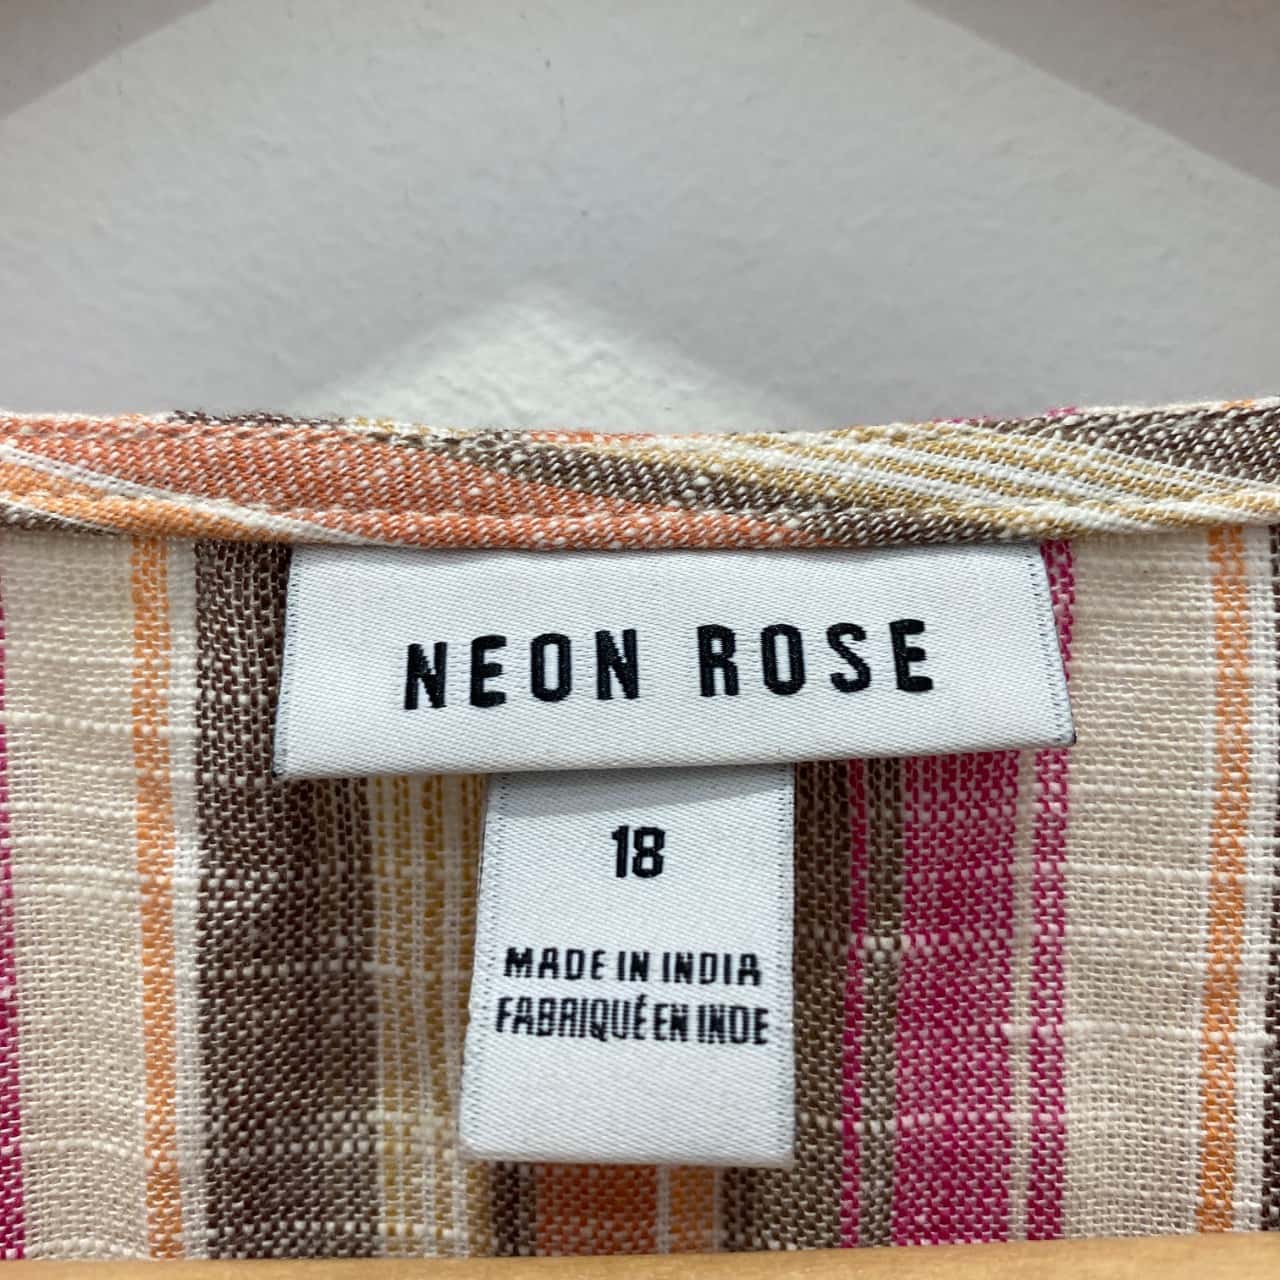 NEON ROSE
18
MADE IN INDIA
FABRIQUÉ EN INDE